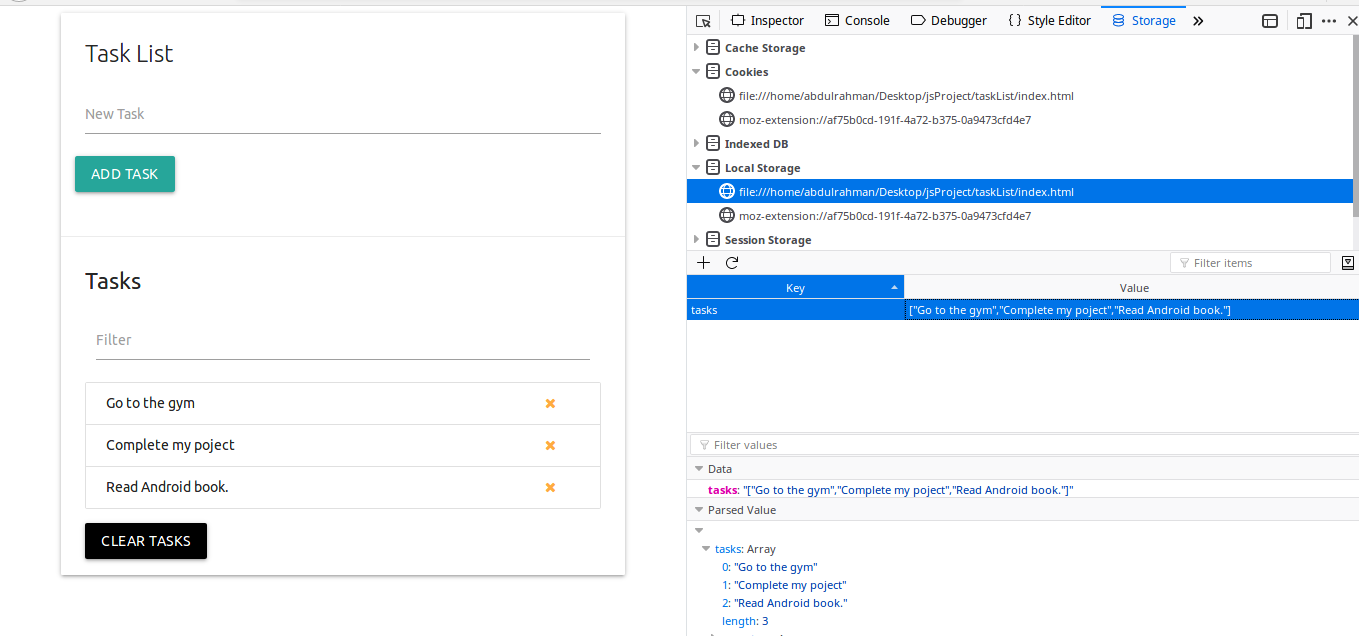 Task List
New Task
ADD TASK
Tasks
Filter
Go to the gym
Complete my poject
Read Android book.
CLEAR TASKS
Inspector Console Debugger Style Editor Storage
Cache Storage
Cookies
file:///home/abdulrahman/Desktop/jsProject/taskList/index.html
moz-extension://af75b0cd-191f-4a72-b375-0a9473cfd4e7
Indexed DB
Local Storage
file:///home/abdulrahman/Desktop/jsProject/taskList/index.html
moz-extension://af75b0cd-191f-4a72-b375-0a9473cfd4e7
Session Storage
Filter items
Key Value
tasks ["Go to the gym","Complete my poject","Read Android book."]
Filter values
Data
tasks: "["Go to the gym","Complete my poject","Read Android book."]"
Parsed Value
tasks: Array
0: "Go to the gym"
1: "Complete my poject"
2: "Read Android book."
length: 3